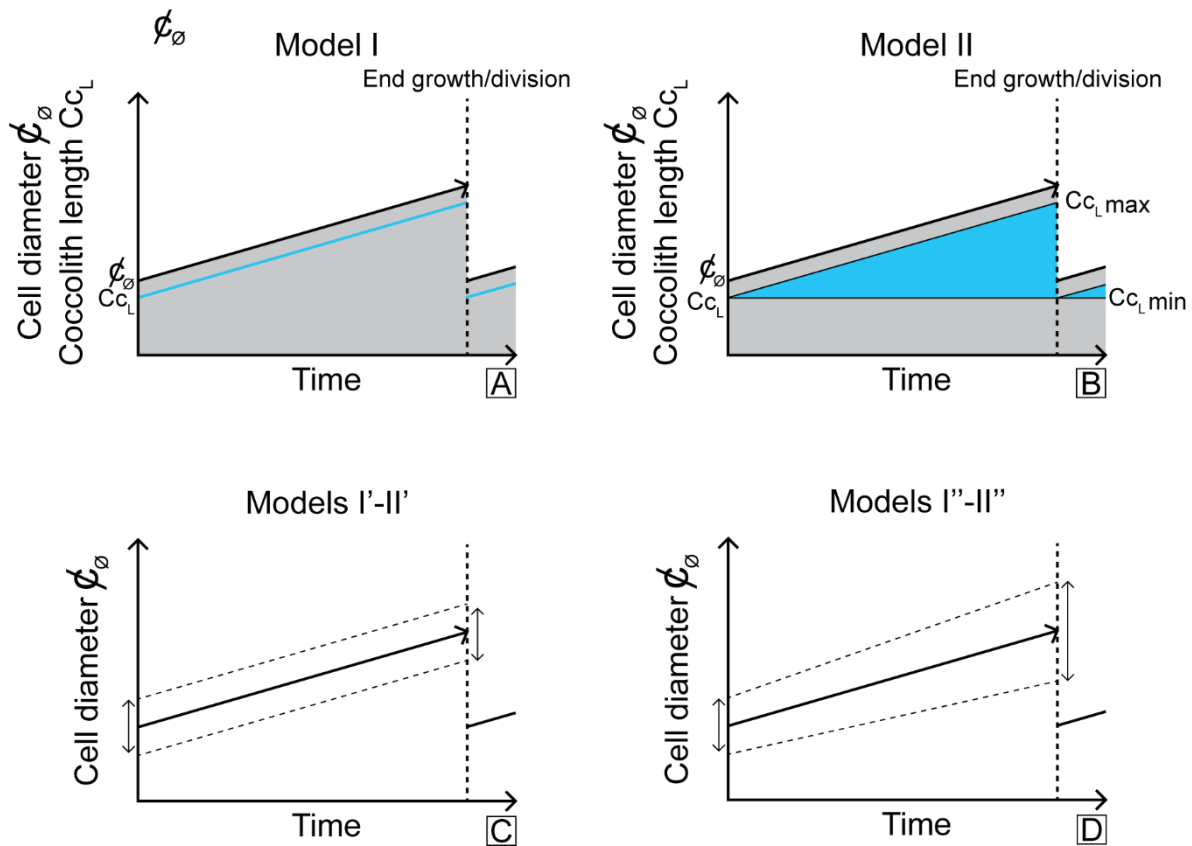 ₵ø
Model I
End growth/division
Cell diameter ₵ø
Coccolith length CcL
₵ø
CcL
Time
A
Model II
End growth/division
Cell diameter ₵ø
Coccolith length CcL
₵ø
CcL
CcL max
CcL min
Time
B
Models I'-II'
Cell diameter ₵ø
Time
C
Models I''-II''
Cell diameter ₵ø
Time
D